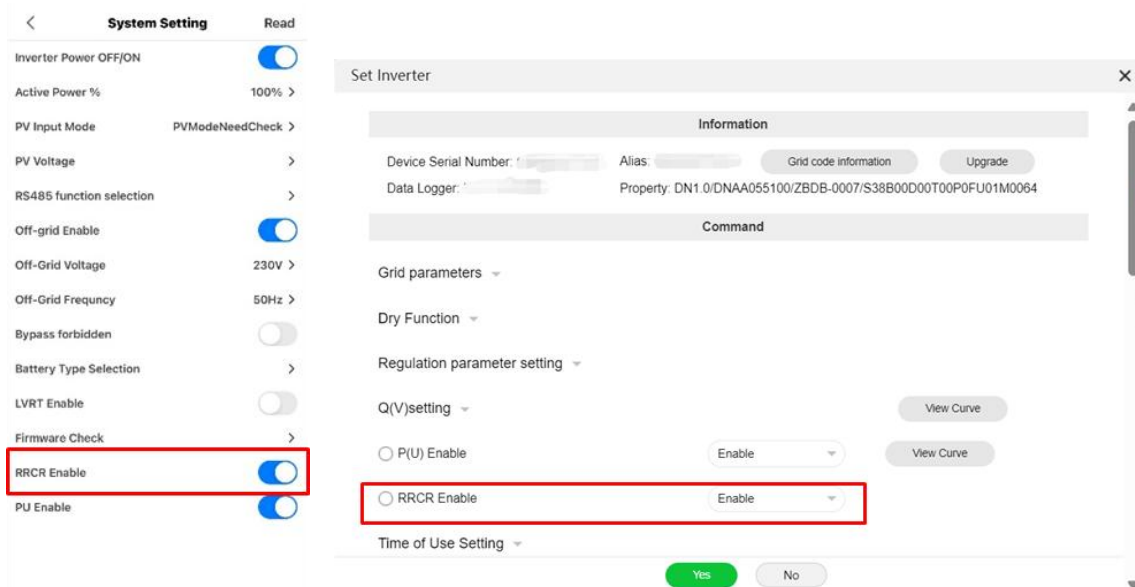 System Setting Read
Inverter Power OFF/ON
Active Power % 100%
PV Input Mode PVModeNeedCheck
PV Voltage
RS485 function selection
Off-grid Enable
Off-Grid Voltage 230V
Off-Grid Frequncy 50Hz
Bypass forbidden
Battery Type Selection
LVRT Enable
Firmware Check
RRCR Enable
PU Enable
Set Inverter
Information
Device Serial Number: Alias: Grid code information Upgrade
Data Logger: Property: DN1.0/DNAA055100/ZBDB-0007/S38B00D00T00P0FU01M0064
Command
Grid parameters
Dry Function
Regulation parameter setting
Q(V)setting View Curve
P(U) Enable Enable View Curve
RRCR Enable Enable
Time of Use Setting
Yes No